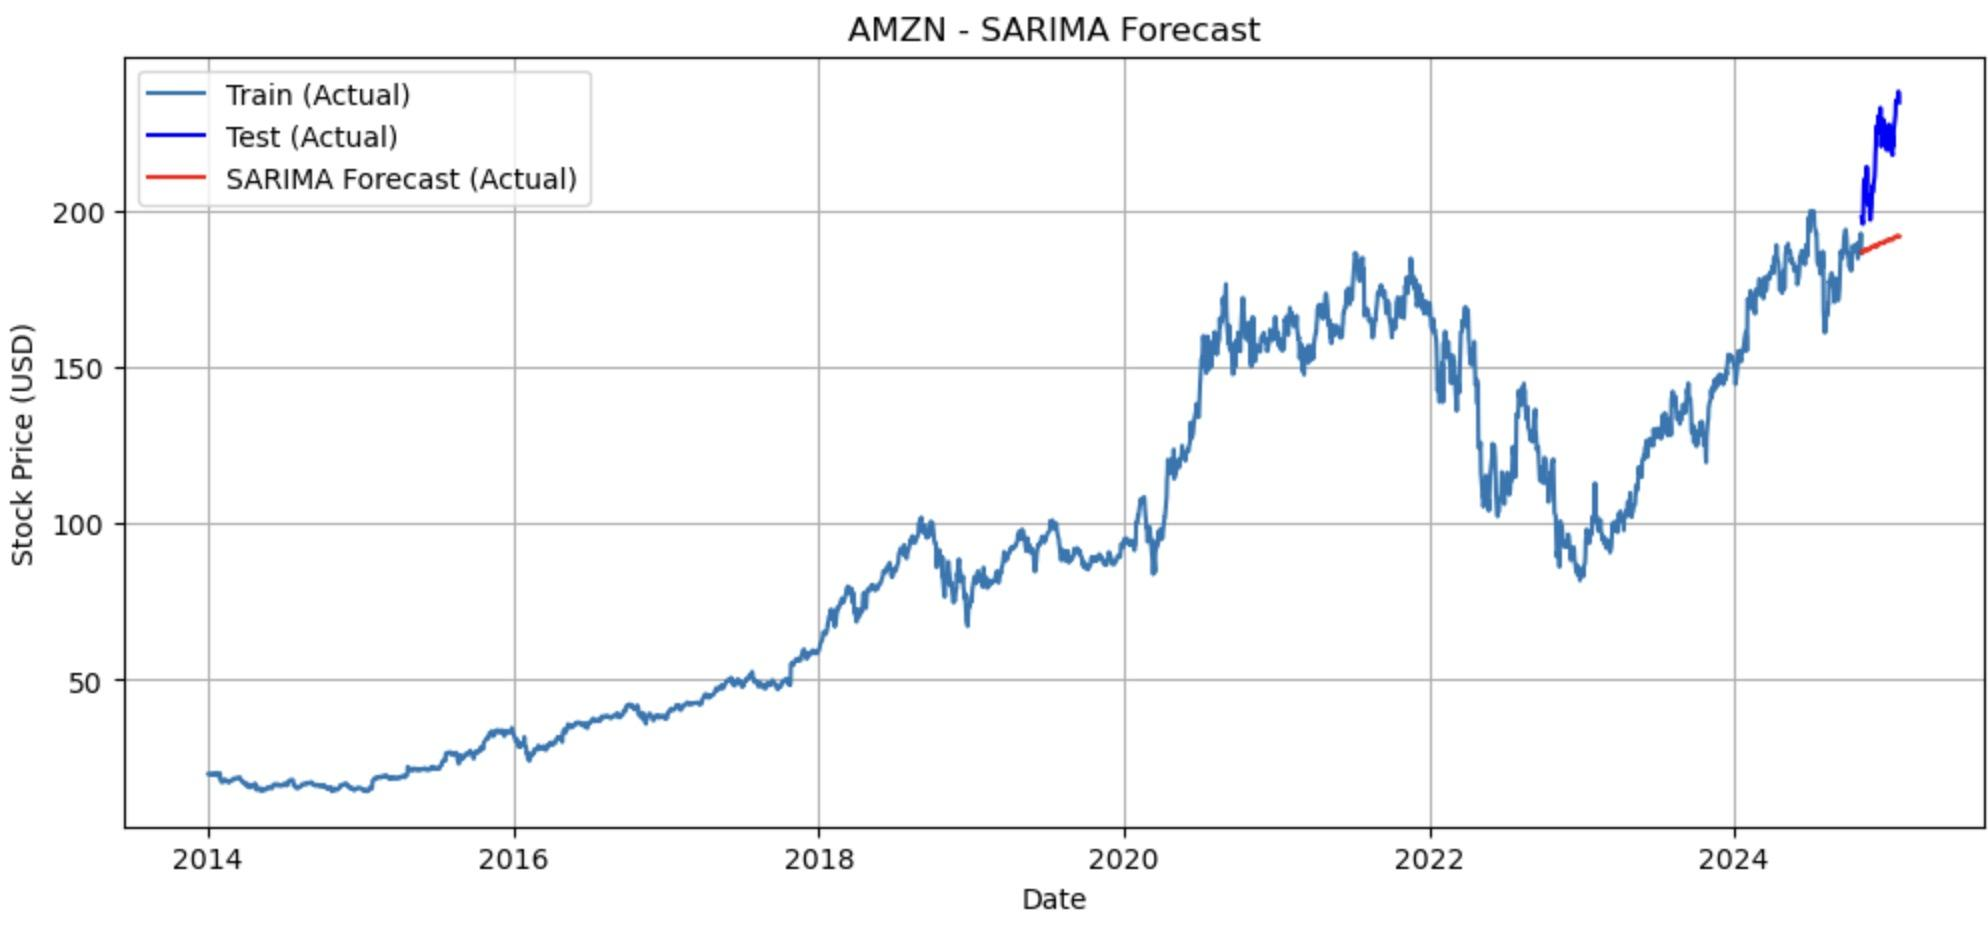 AMZN - SARIMA Forecast
Train (Actual)
Test (Actual)
SARIMA Forecast (Actual)
Stock Price (USD)
200
150
100
50
2014 2016 2018 2020 2022 2024
Date